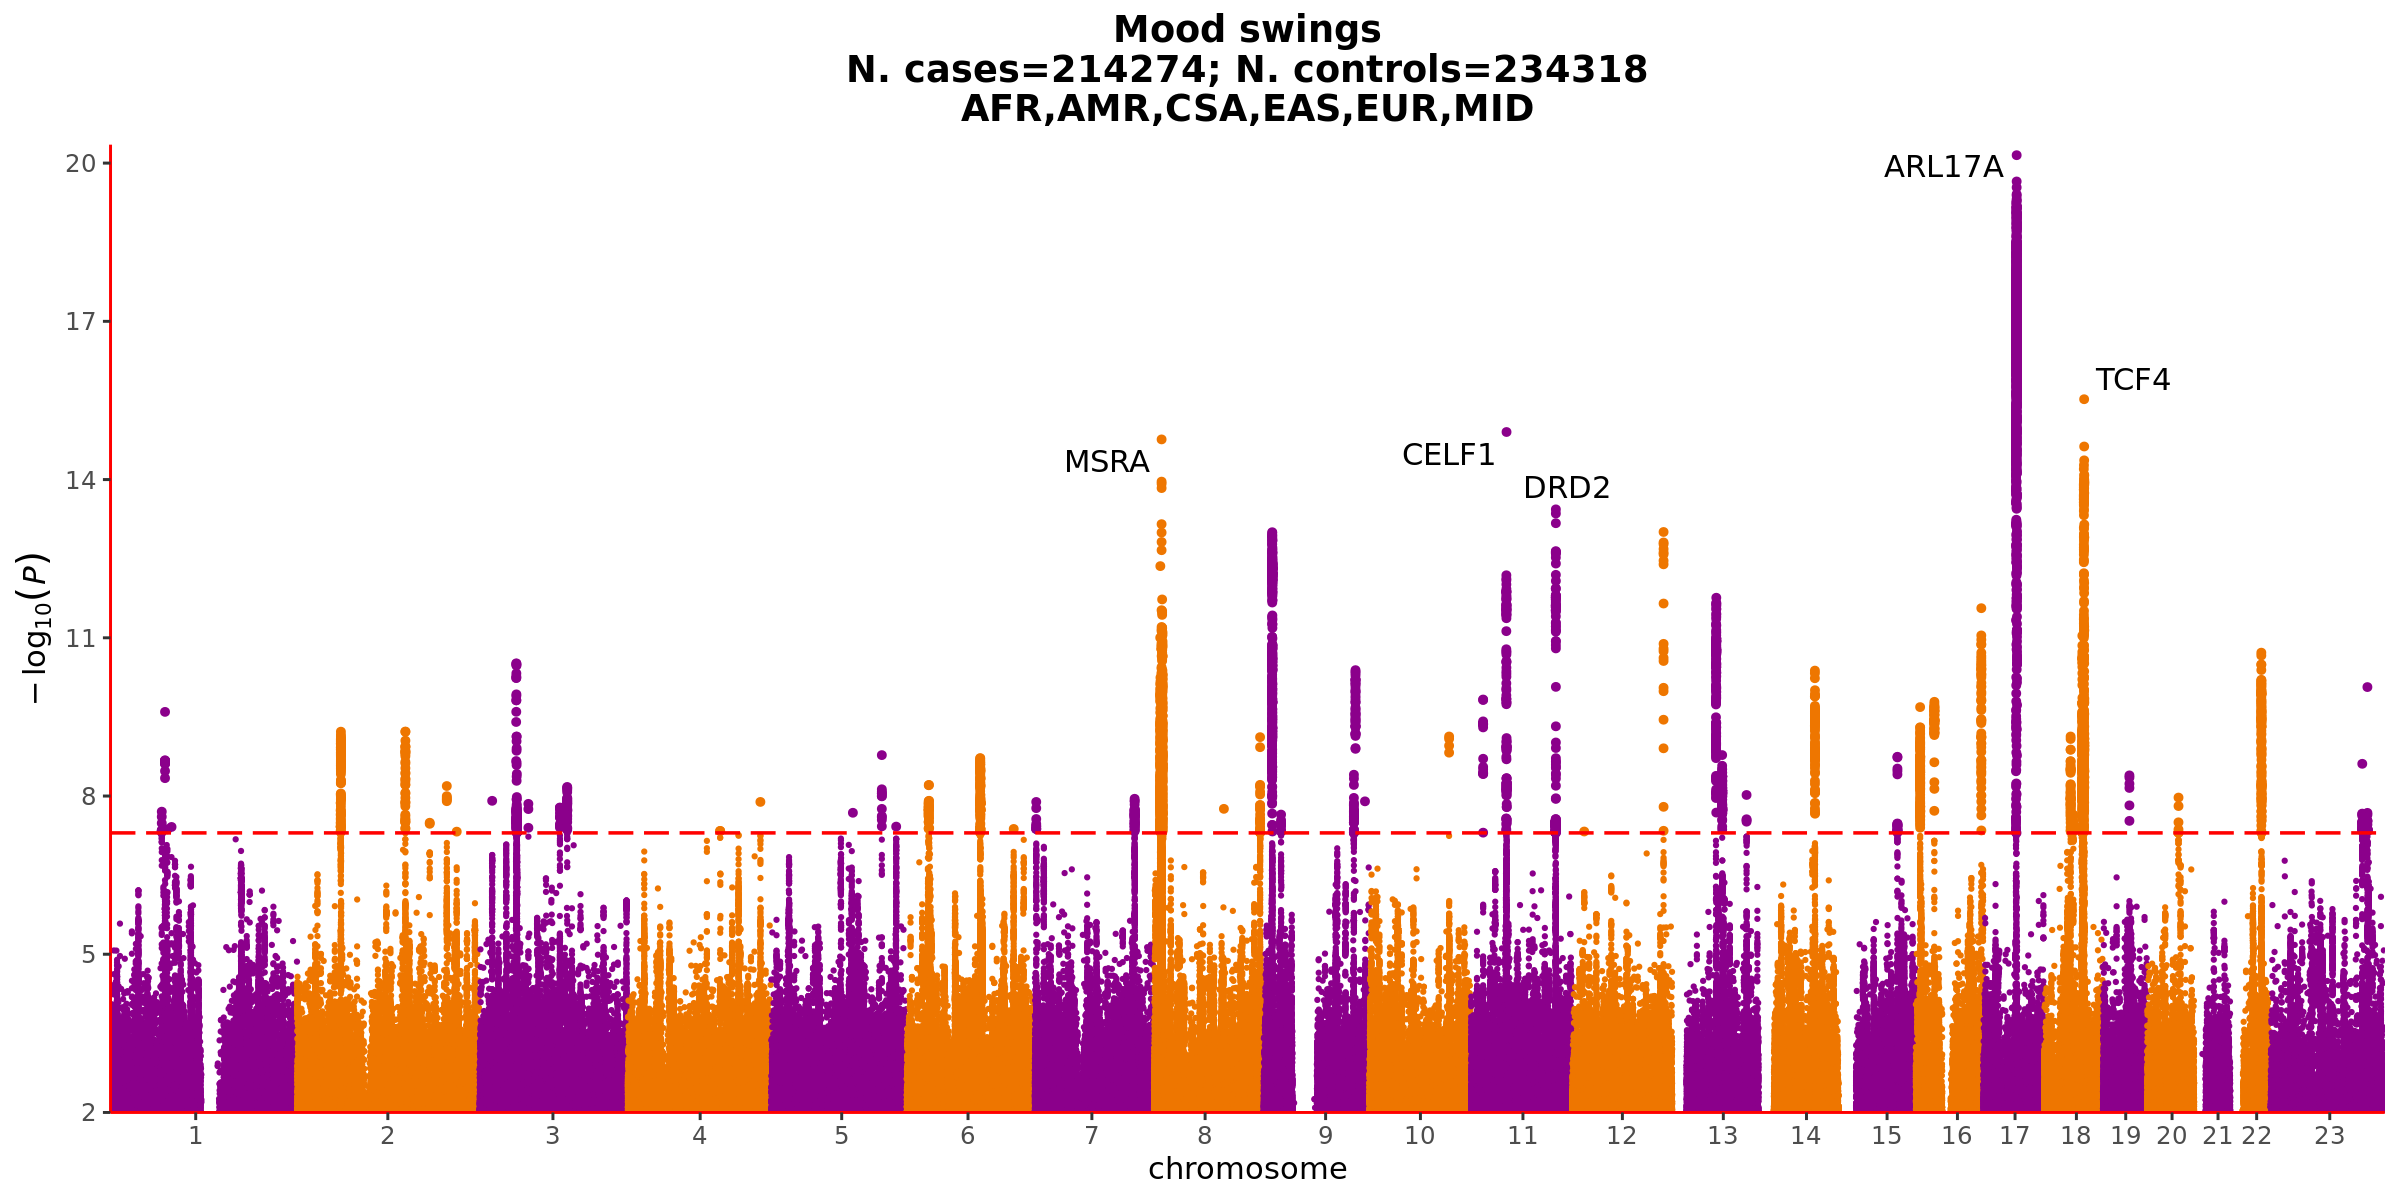 Mood swings
N. cases=214274; N. controls=234318
AFR,AMR,CSA,EAS,EUR,MID
20
17
14
11
8
5
2
−log10(P)
ARL17A
TCF4
MSRA
CELF1
DRD2
1 2 3 4 5 6 7 8 9 10 11 12 13 14 15 16 17 18 19 20 21 22 23
chromosome